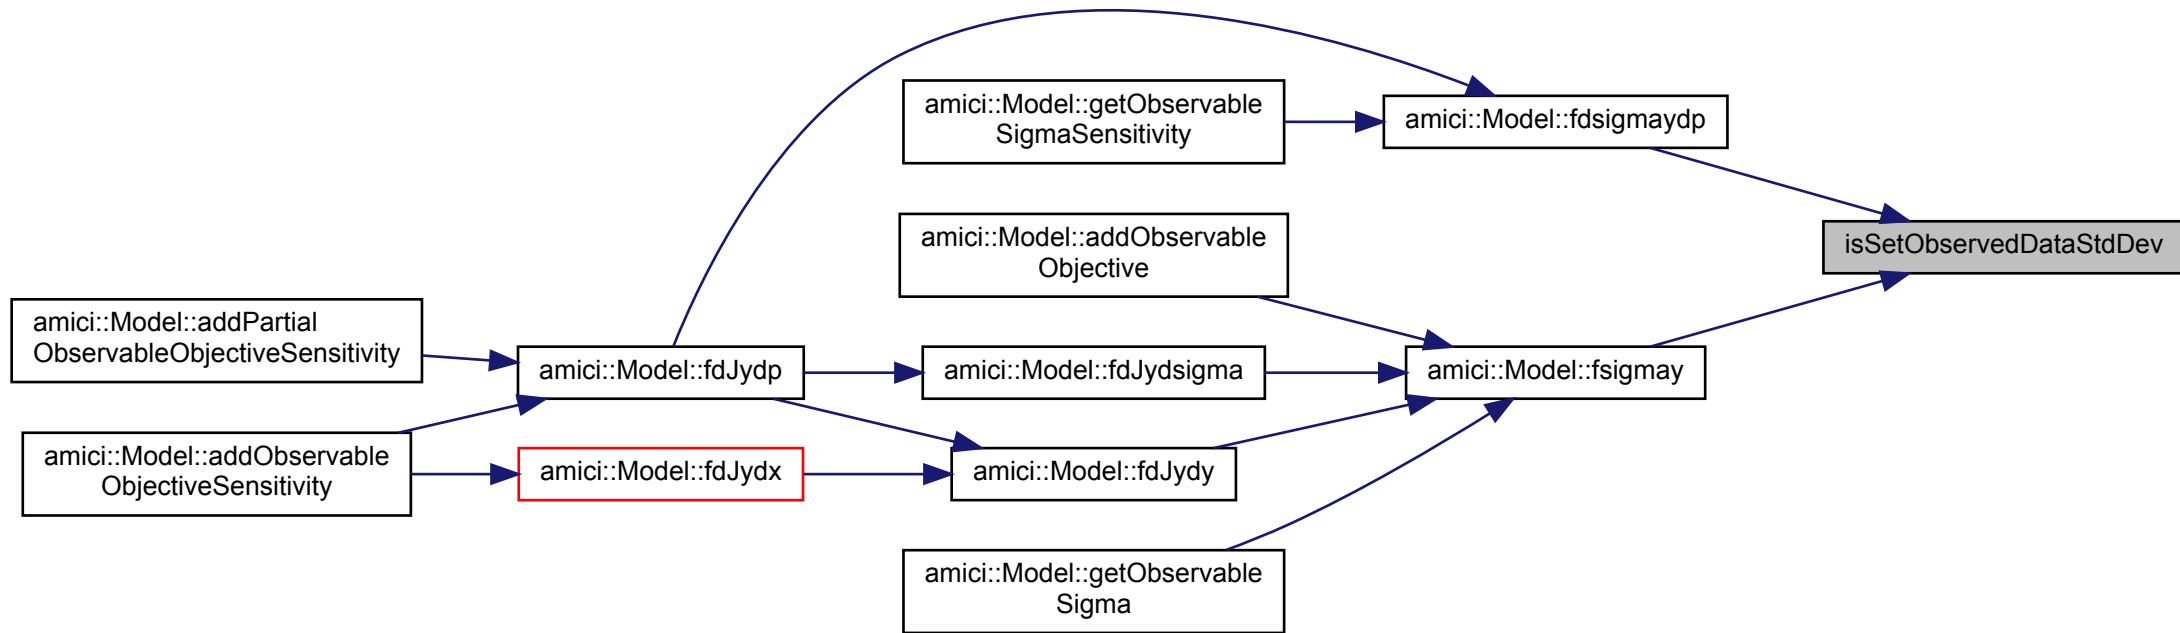 amici::Model::getObservable
SigmaSensitivity
amici::Model::fdsigmaydp
amici::Model::addObservable
Objective
isSetObservedDataStdDev
amici::Model::addPartial
ObservableObjectiveSensitivity
amici::Model::fdJydp
amici::Model::fdJydsigma
amici::Model::fsigmay
amici::Model::addObservable
ObjectiveSensitivity
amici::Model::fdJydx
amici::Model::fdJydy
amici::Model::getObservable
Sigma